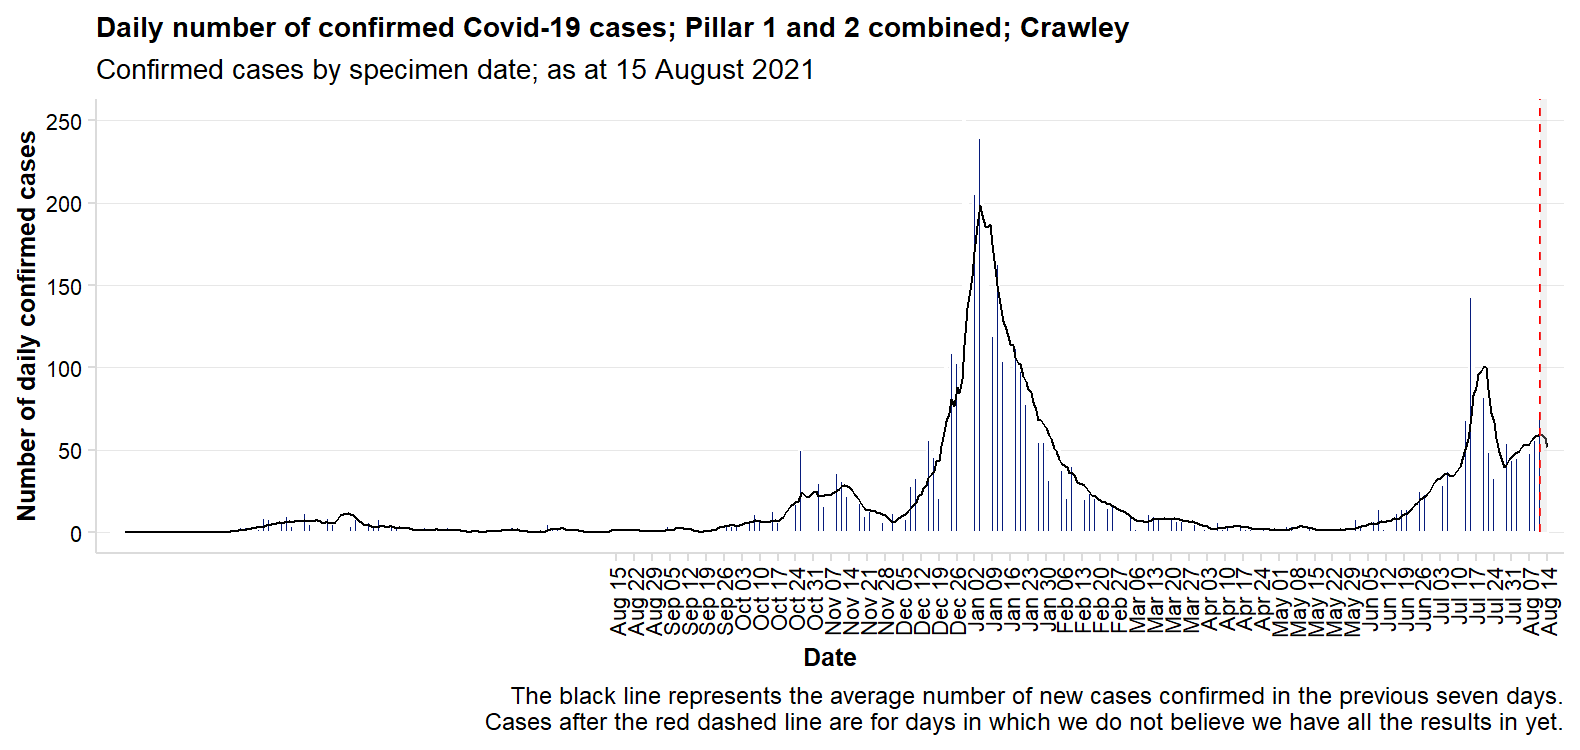 Daily number of confirmed Covid-19 cases; Pillar 1 and 2 combined; Crawley
Confirmed cases by specimen date; as at 15 August 2021
Number of daily confirmed cases
250
200
150
100
50
0
Aug 15
Aug 22
Aug 29
Sep 05
Sep 12
Sep 19
Sep 26
Oct 03
Oct 10
Oct 17
Oct 24
Oct 31
Nov 07
Nov 14
Nov 21
Nov 28
Dec 05
Dec 12
Dec 19
Dec 26
Jan 02
Jan 09
Jan 16
Jan 23
Jan 30
Feb 06
Feb 13
Feb 20
Feb 27
Mar 06
Mar 13
Mar 20
Mar 27
Apr 03
Apr 10
Apr 17
Apr 24
May 01
May 08
May 15
May 22
May 29
Jun 05
Jun 12
Jun 19
Jun 26
Jul 03
Jul 10
Jul 17
Jul 24
Jul 31
Aug 07
Aug 14
Date
The black line represents the average number of new cases confirmed in the previous seven days.
Cases after the red dashed line are for days in which we do not believe we have all the results in yet.